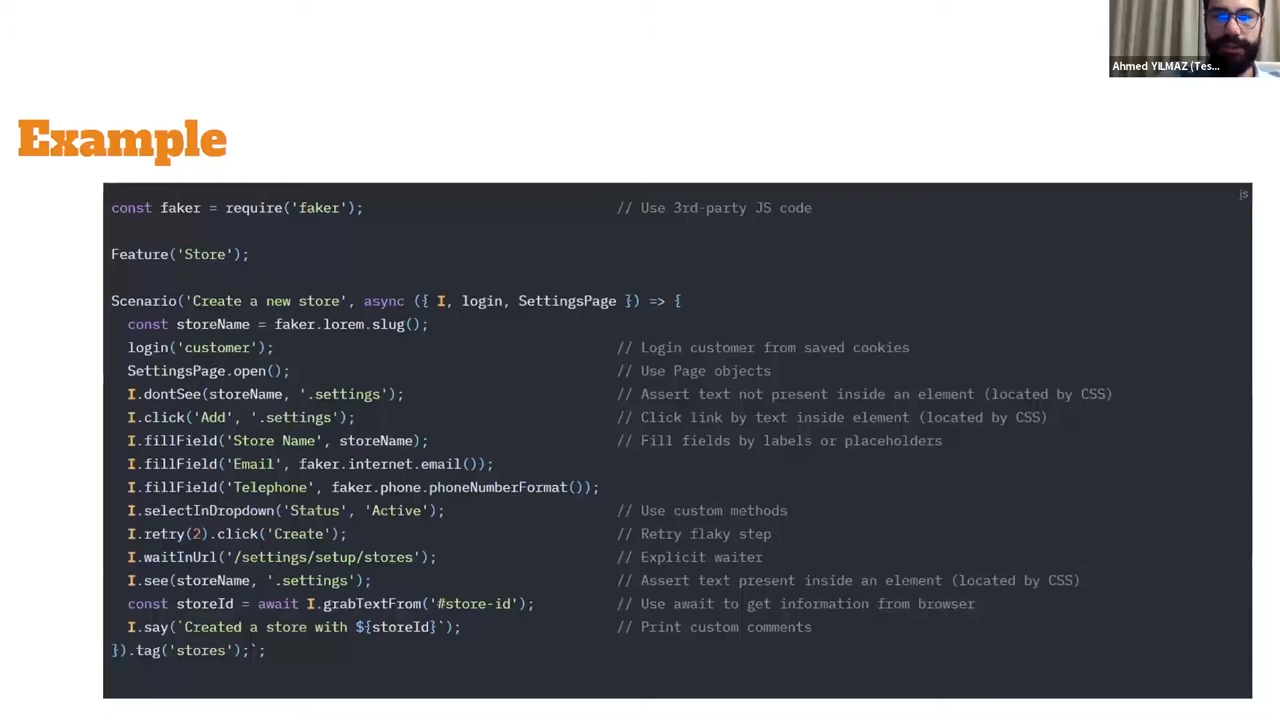 Ahmed YILMAZ (Tes...
Example
js
const faker = require('faker'); // Use 3rd-party JS code
Feature('Store');
Scenario('Create a new store', async ({ I, login, SettingsPage }) => {
const storeName = faker.lorem.slug();
login('customer'); // Login customer from saved cookies
SettingsPage.open(); // Use Page objects
I.dontSee(storeName, '.settings'); // Assert text not present inside an element (located by CSS)
I.click('Add', '.settings'); // Click link by text inside element (located by CSS)
I.fillField('Store Name', storeName); // Fill fields by labels or placeholders
I.fillField('Email', faker.internet.email());
I.fillField('Telephone', faker.phone.phoneNumberFormat());
I.selectInDropdown('Status', 'Active'); // Use custom methods
I.retry(2).click('Create'); // Retry flaky step
I.waitInUrl('/settings/setup/stores'); // Explicit waiter
I.see(storeName, '.settings'); // Assert text present inside an element (located by CSS)
const storeId = await I.grabTextFrom('#store-id'); // Use await to get information from browser
I.say(`Created a store with ${storeId}`); // Print custom comments
}).tag('stores');`;